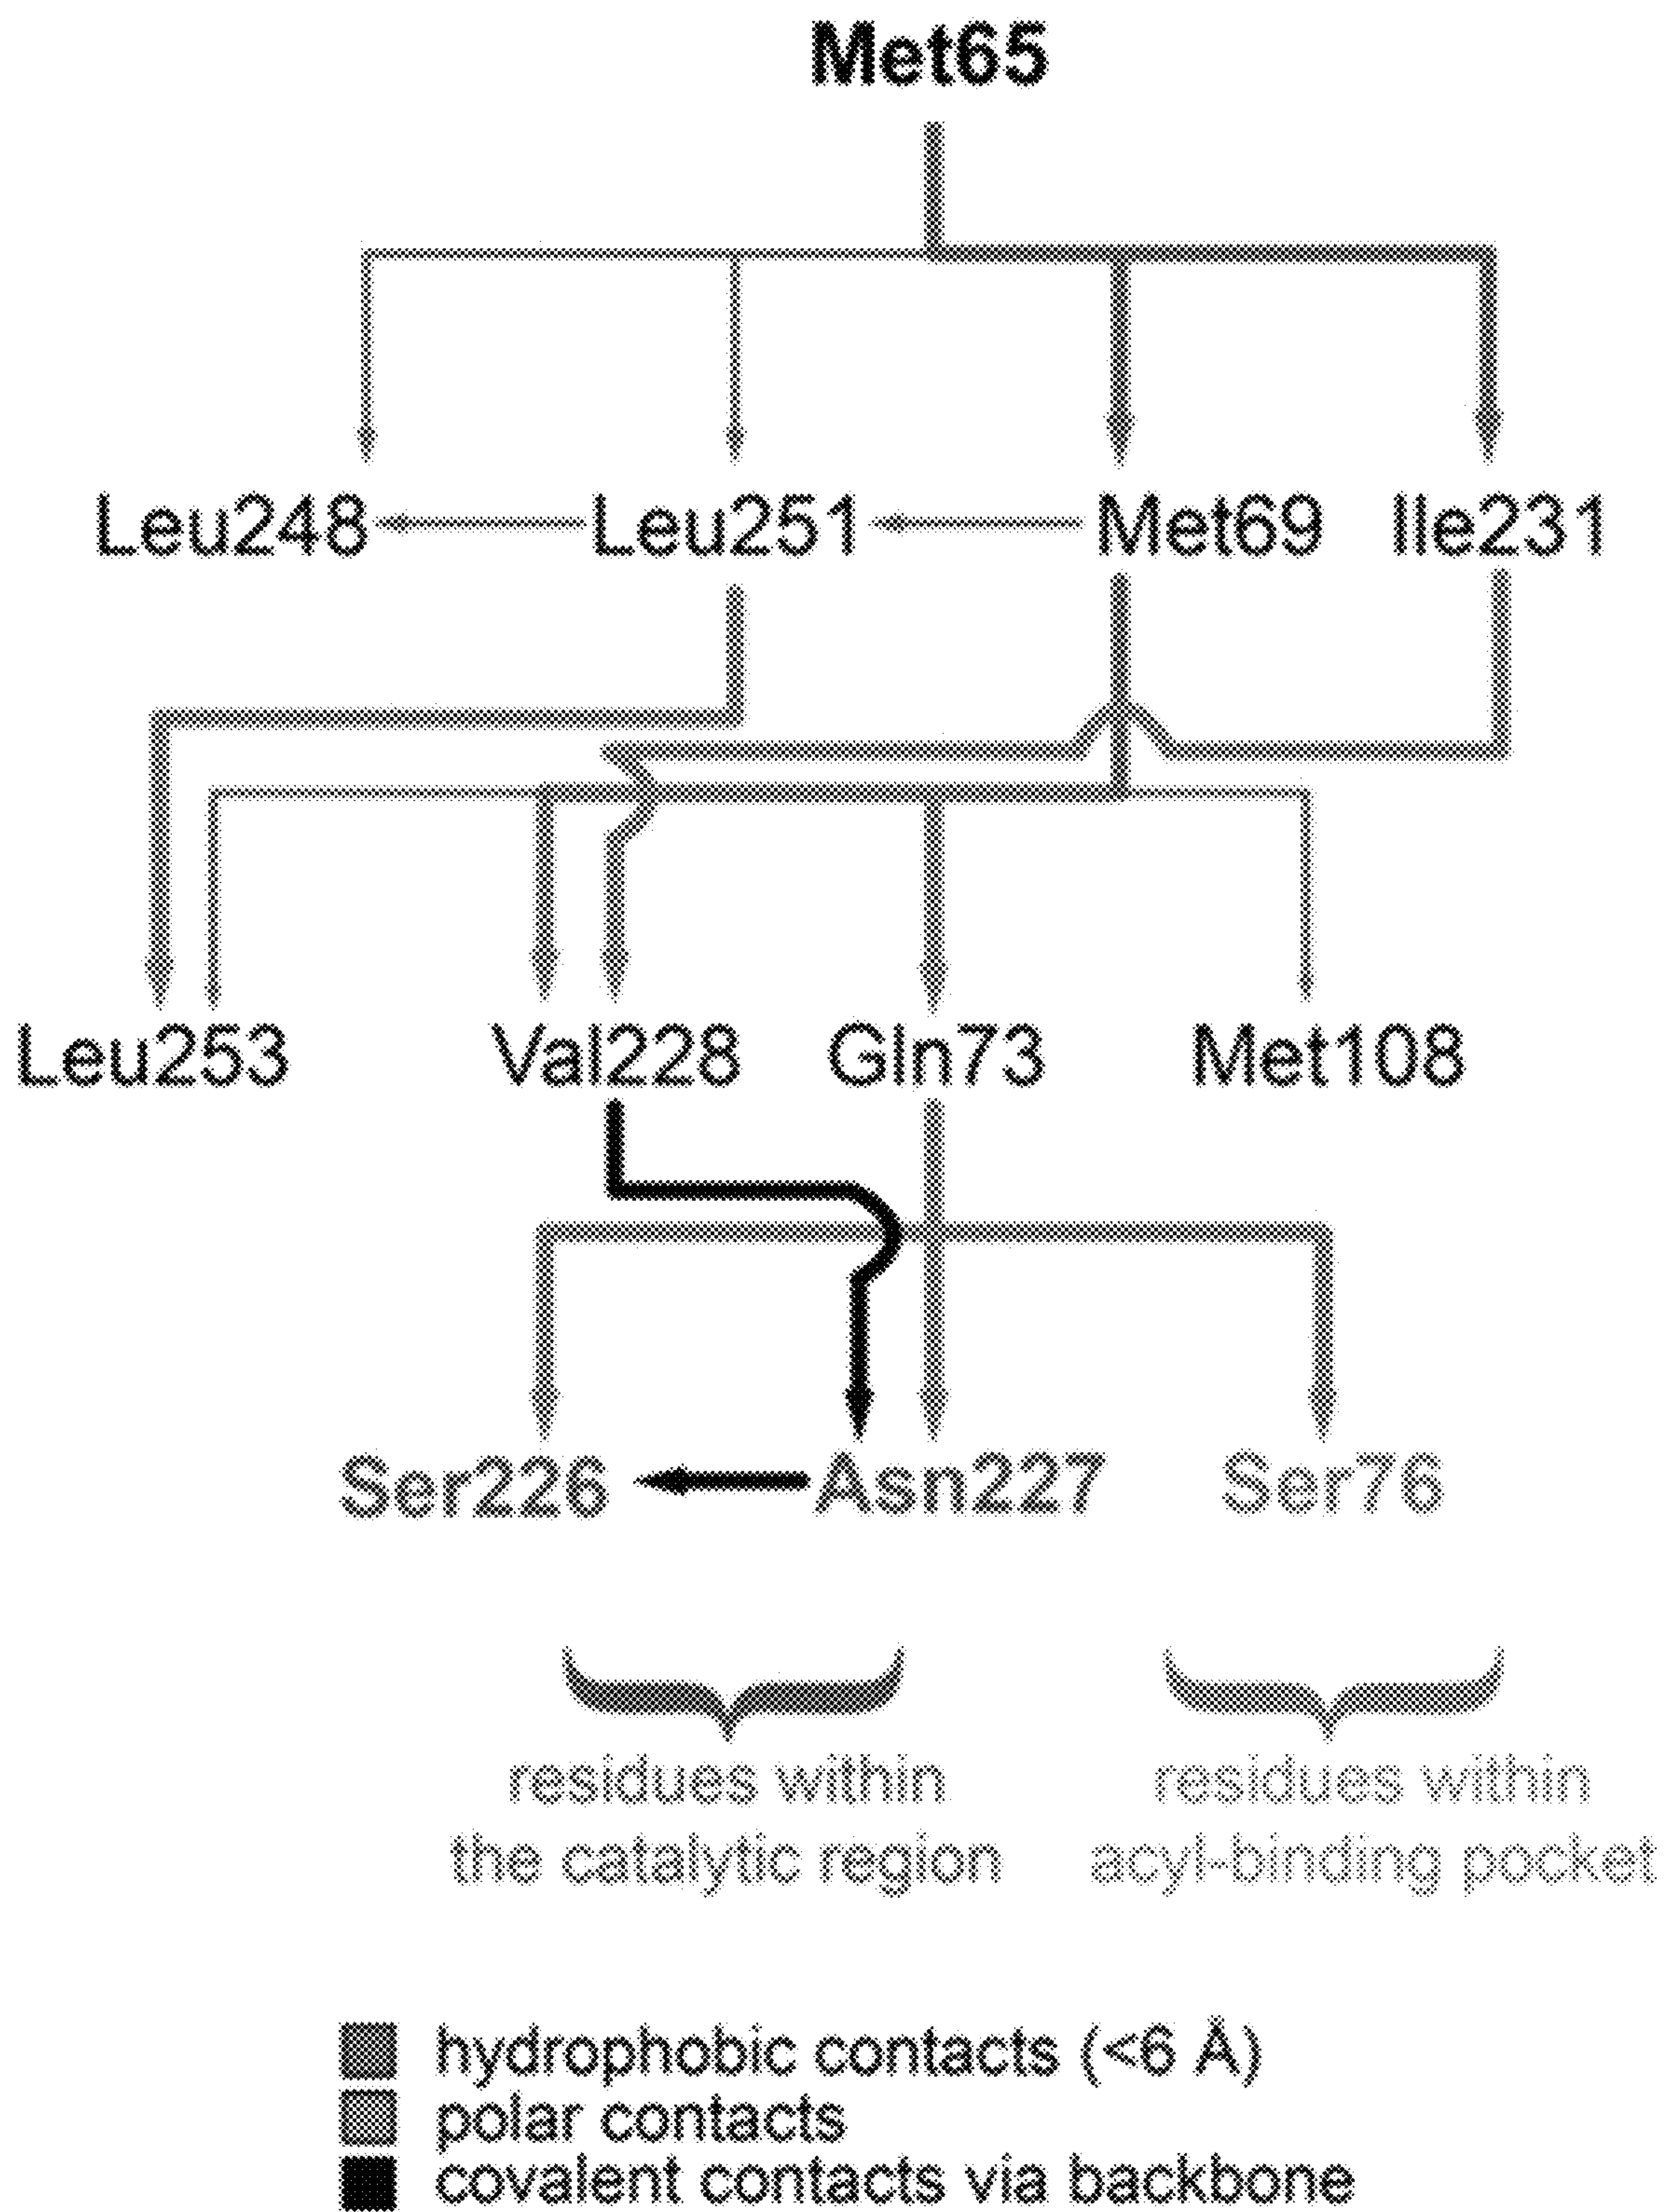 Met65
Leu248 Leu251 Met69 Ile231
Leu253 Val228 Gln73 Met108
Ser226 Asn227 Ser76
residues within the catalytic region
residues within acyl-binding pocket
hydrophobic contacts (<6 Å)
polar contacts
covalent contacts via backbone